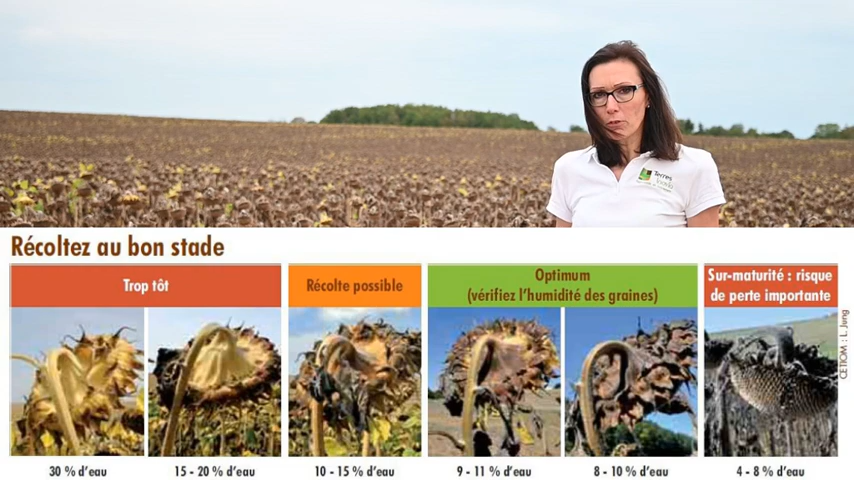 Terres
Inovia
Récoltez au bon stade
Trop tôt
Récolte possible
Optimum
(vérifiez l'humidité des graines)
Sur-maturité : risque
de perte importante
30 % d'eau
15 - 20 % d'eau
10 - 15 % d'eau
9 - 11 % d'eau
8 - 10 % d'eau
4 - 8 % d'eau
CETIOM : L. Jung